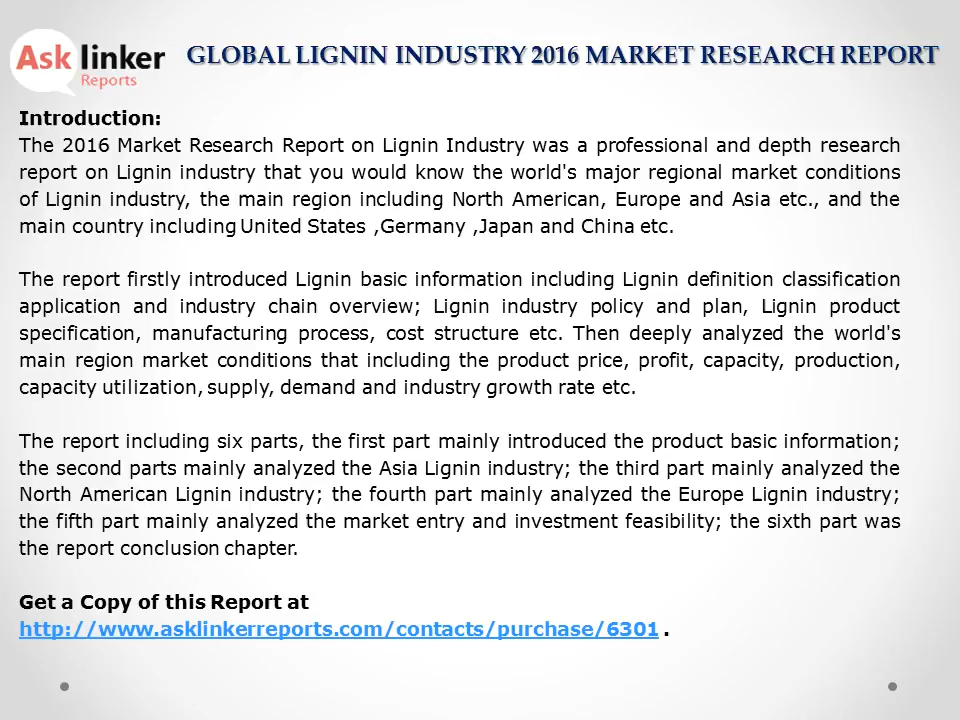 Ask linker
Reports
GLOBAL LIGNIN INDUSTRY 2016 MARKET RESEARCH REPORT
Introduction:
The 2016 Market Research Report on Lignin Industry was a professional and depth research
report on Lignin industry that you would know the world's major regional market conditions
of Lignin industry, the main region including North American, Europe and Asia etc., and the
main country including United States ,Germany ,Japan and China etc.
The report firstly introduced Lignin basic information including Lignin definition classification
application and industry chain overview; Lignin industry policy and plan, Lignin product
specification, manufacturing process, cost structure etc. Then deeply analyzed the world's
main region market conditions that including the product price, profit, capacity, production,
capacity utilization, supply, demand and industry growth rate etc.
The report including six parts, the first part mainly introduced the product basic information;
the second parts mainly analyzed the Asia Lignin industry; the third part mainly analyzed the
North American Lignin industry; the fourth part mainly analyzed the Europe Lignin industry;
the fifth part mainly analyzed the market entry and investment feasibility; the sixth part was
the report conclusion chapter.
Get a Copy of this Report at
http://www.asklinkerreports.com/contacts/purchase/6301 .